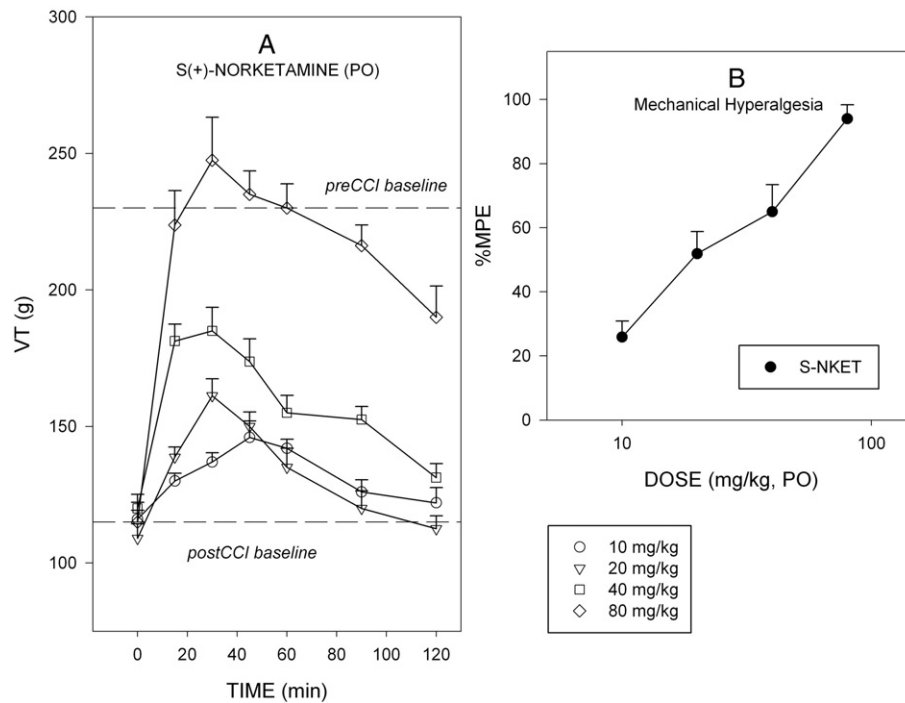 A
S(+)-NORKETAMINE (PO)
300
250
200
150
100
VT (g)
preCCI baseline
postCCI baseline
0 20 40 60 80 100 120
TIME (min)
B
Mechanical Hyperalgesia
100
80
60
40
20
0
%MPE
S-NKET
10 100
DOSE (mg/kg, PO)
10 mg/kg
20 mg/kg
40 mg/kg
80 mg/kg